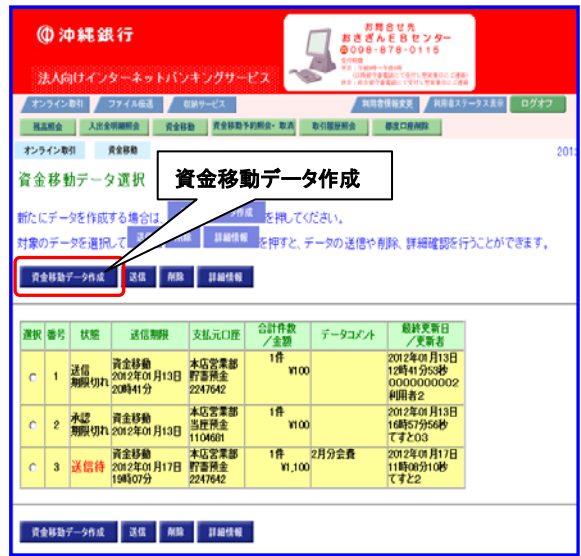 沖縄銀行
お問合せ先
おきぎんEBセンター
098-878-0115
法人向けインターネットバンキングサービス
オンライン取引 ファイル伝送 収納サービス 利用者情報変更 利用者ステータス表示 ログオフ
残高照会 入出金明細照会 資金移動 資金移動予約照会・取消 取引履歴照会 都度口座削除
オンライン取引 資金移動 201
資金移動データ選択
資金移動データ作成
新たにデータを作成する場合は、 を押してください。
対象のデータを選択して 詳細情報 を押すと、データの送信や削除、詳細確認を行うことができます。
資金移動データ作成 送信 削除 詳細情報
選択 番号 状態 送信期限 支払元口座 合計件数/金額 データコメント 最終更新日/更新者
1 送信期限切れ 資金移動 2012年01月13日 20時41分 本店営業部 貯蓄預金 2247642 1件 ¥100 2012年01月13日 12時41分53秒 0000000002 利用者2
2 承認期限切れ 資金移動 2012年01月13日 本店営業部 当座預金 1104681 1件 ¥100 2012年01月13日 16時57分56秒 てすと03
3 送信待 資金移動 2012年01月17日 19時07分 本店営業部 貯蓄預金 2247642 1件 ¥1,100 2月分会費 2012年01月17日 11時08分10秒 てすと2
資金移動データ作成 送信 削除 詳細情報